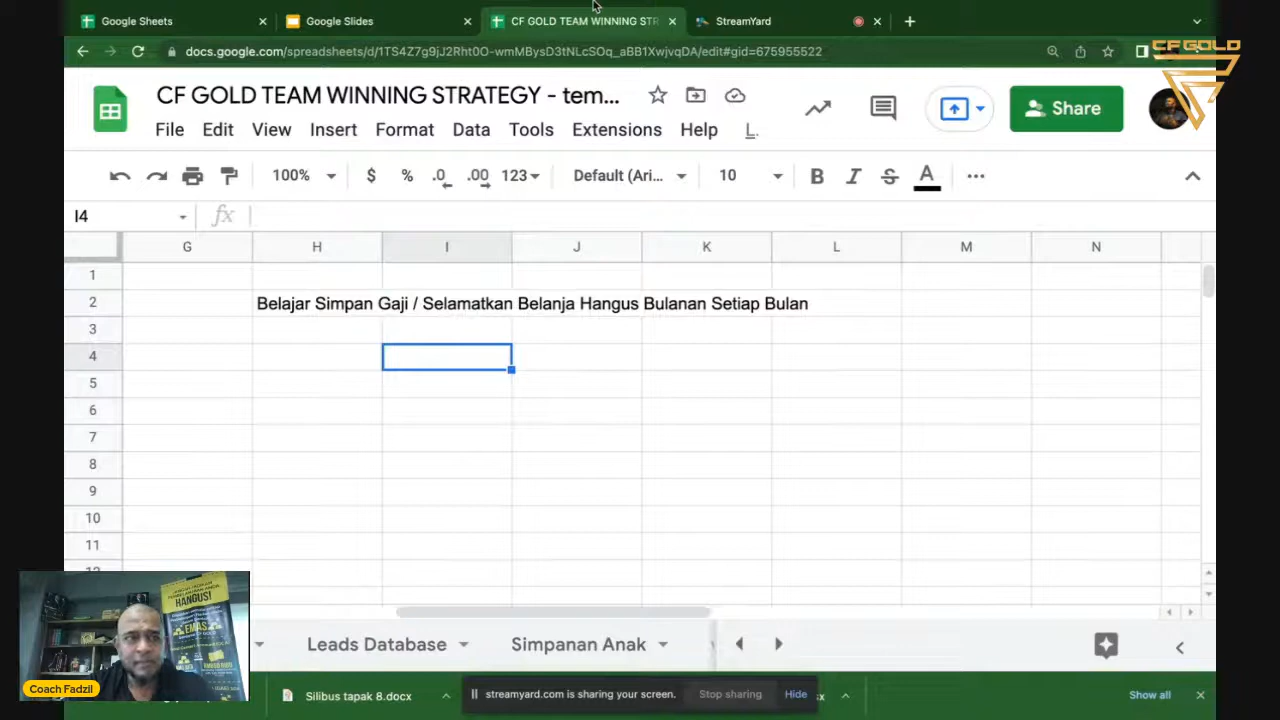 Google Sheets
Google Slides
CF GOLD TEAM WINNING STR
StreamYard
docs.google.com/spreadsheets/d/1TS4Z7g9jJ2Rht0O-wmMBysD3tNLcSOq_aBB1XwjvqDA/edit#gid=675955522
CF GOLD
CF GOLD TEAM WINNING STRATEGY - tem...
Share
File Edit View Insert Format Data Tools Extensions Help L.
100% $ % .0 .00 123 Default (Ari... 10 B I S A
I4 fx
G H I J K L M N
1
2 Belajar Simpan Gaji / Selamatkan Belanja Hangus Bulanan Setiap Bulan
3
4
5
6
7
8
9
10
11
HANGUS!
EMAS
Leads Database
Simpanan Anak
Coach Fadzil
Silibus tapak 8.docx
streamyard.com is sharing your screen.
Stop sharing
Hide
Show all